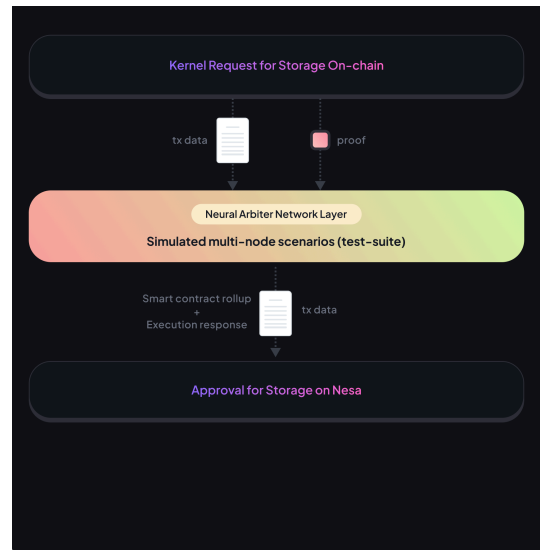 Kernel Request for Storage On-chain
tx data
proof
Neural Arbiter Network Layer
Simulated multi-node scenarios (test-suite)
Smart contract rollup
+
Execution response
tx data
Approval for Storage on Nesa